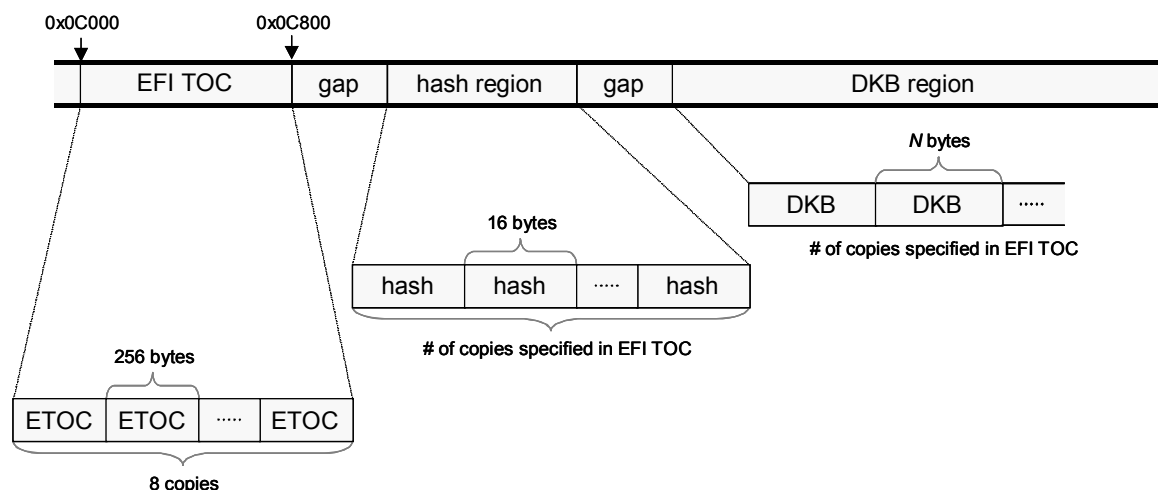 0x0C000 0x0C800
EFI TOC gap hash region gap DKB region
N bytes
DKB DKB .....
# of copies specified in EFI TOC
16 bytes
hash hash ..... hash
# of copies specified in EFI TOC
256 bytes
ETOC ETOC ..... ETOC
8 copies